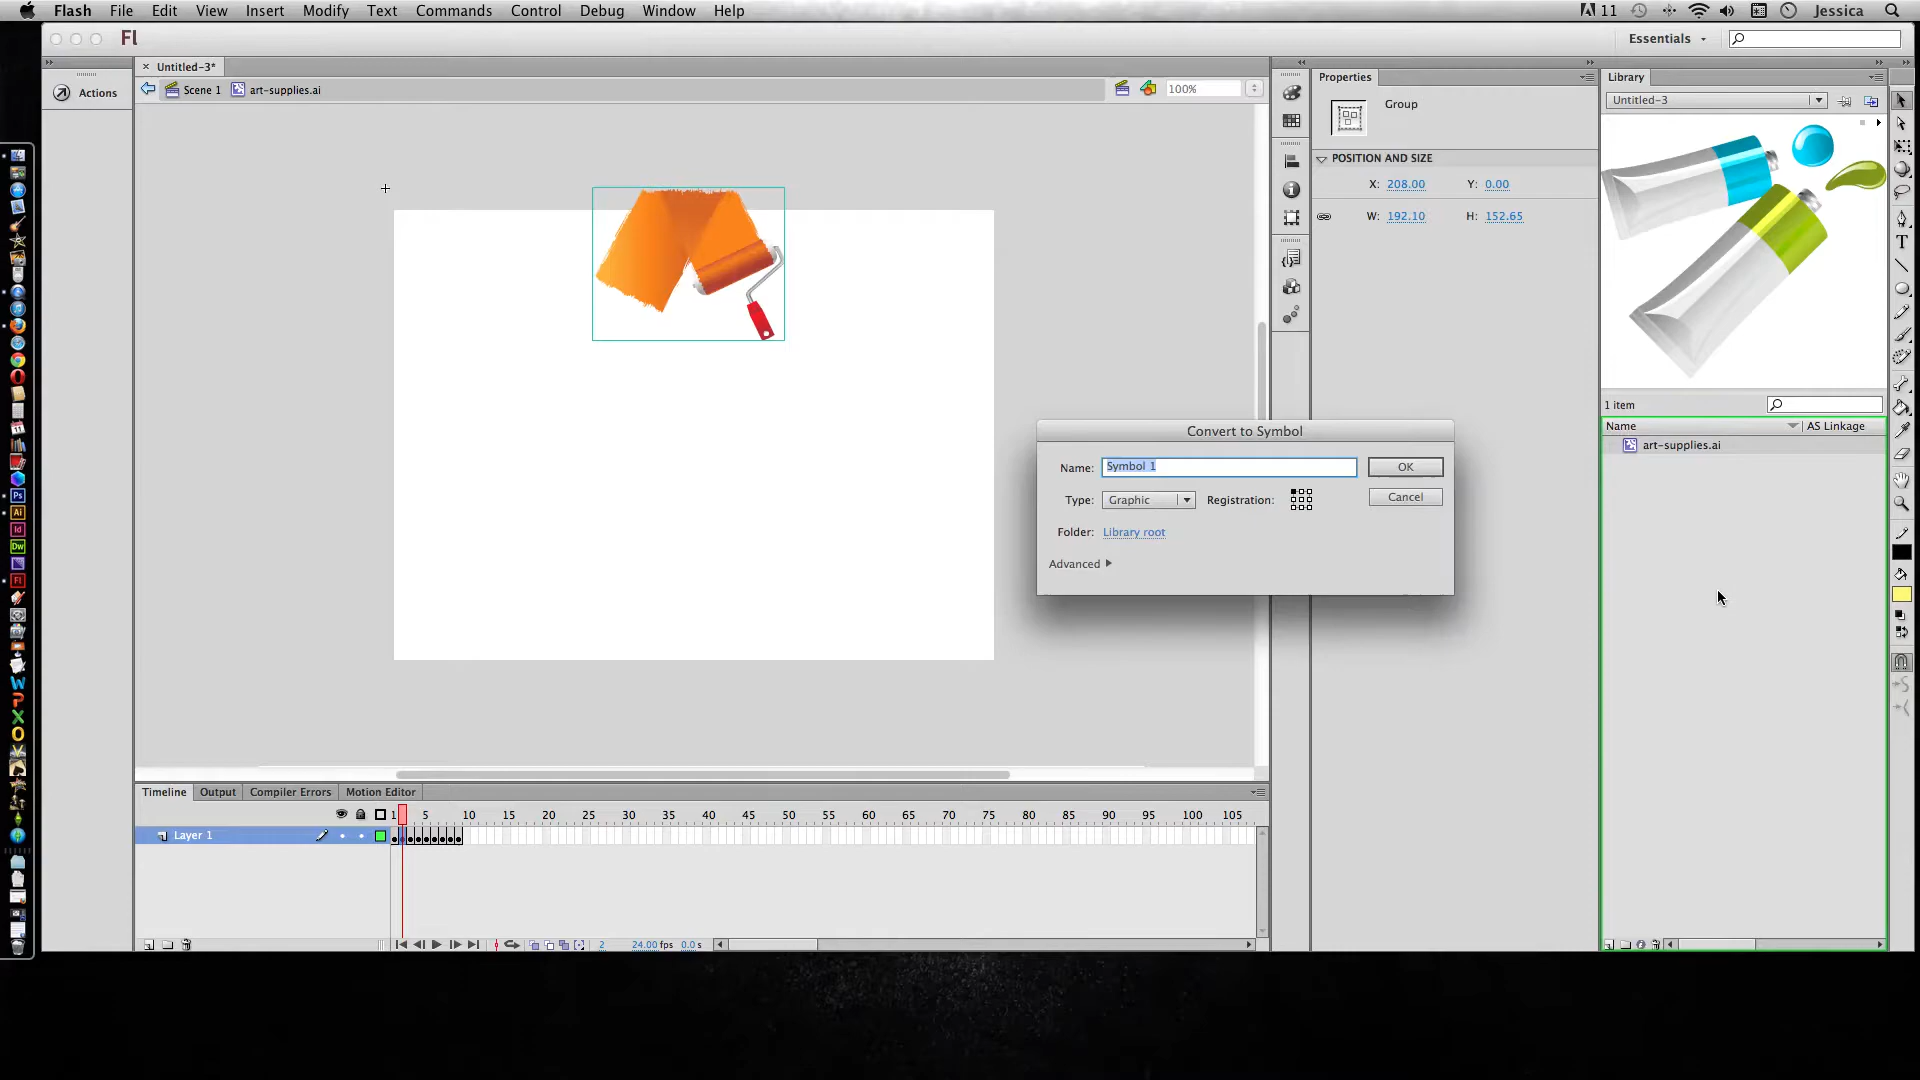 Flash File Edit View Insert Modify Text Commands Control Debug Window Help 11 Jessica
Fl Essentials
Untitled-3*
Actions
Scene 1 art-supplies.ai 100%
Properties
Group
POSITION AND SIZE
X: 208.00 Y: 0.00
W: 192.10 H: 152.65
Library
Untitled-3
1 item
Name AS Linkage
art-supplies.ai
Convert to Symbol
Name: Symbol 1 OK
Type: Graphic Registration: Cancel
Folder: Library root
Advanced
Timeline Output Compiler Errors Motion Editor
1 5 10 15 20 25 30 35 40 45 50 55 60 65 70 75 80 85 90 95 100 105
Layer 1
2 24.00 fps 0.0 s